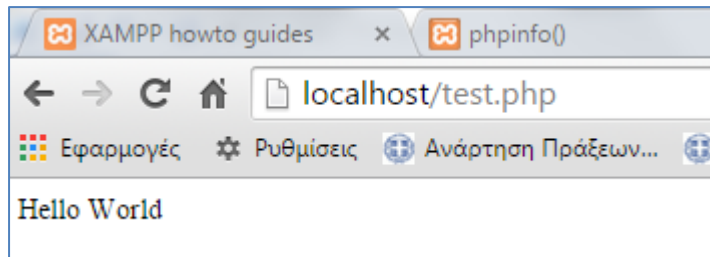 XAMPP howto guides × phpinfo()
localhost/test.php
Εφαρμογές Ρυθμίσεις Ανάρτηση Πράξεων...
Hello World